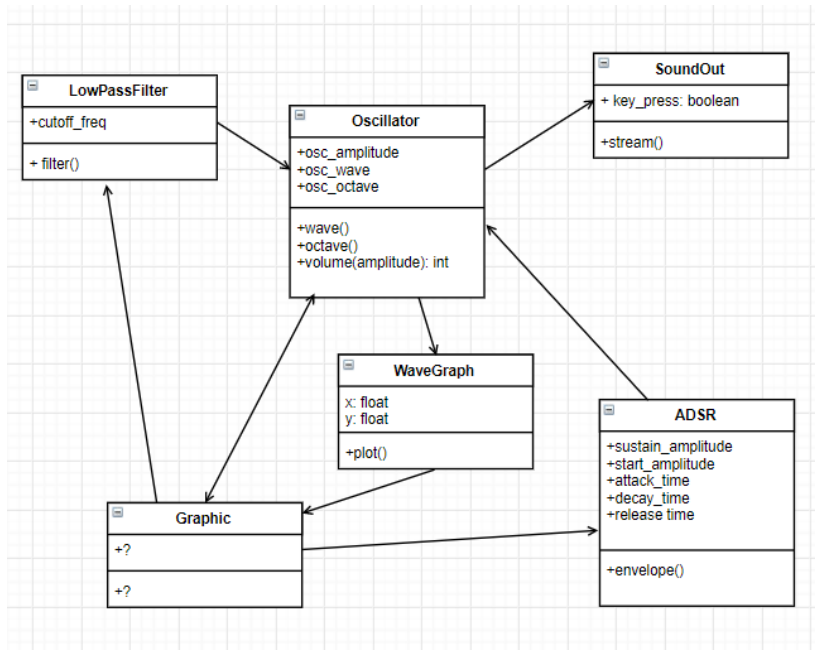 LowPassFilter
+cutoff_freq
+ filter()
Oscillator
+osc_amplitude
+osc_wave
+osc_octave
+wave()
+octave()
+volume(amplitude): int
SoundOut
+ key_press: boolean
+stream()
WaveGraph
x: float
y: float
+plot()
ADSR
+sustain_amplitude
+start_amplitude
+attack_time
+decay_time
+release time
+envelope()
Graphic
+?
+?